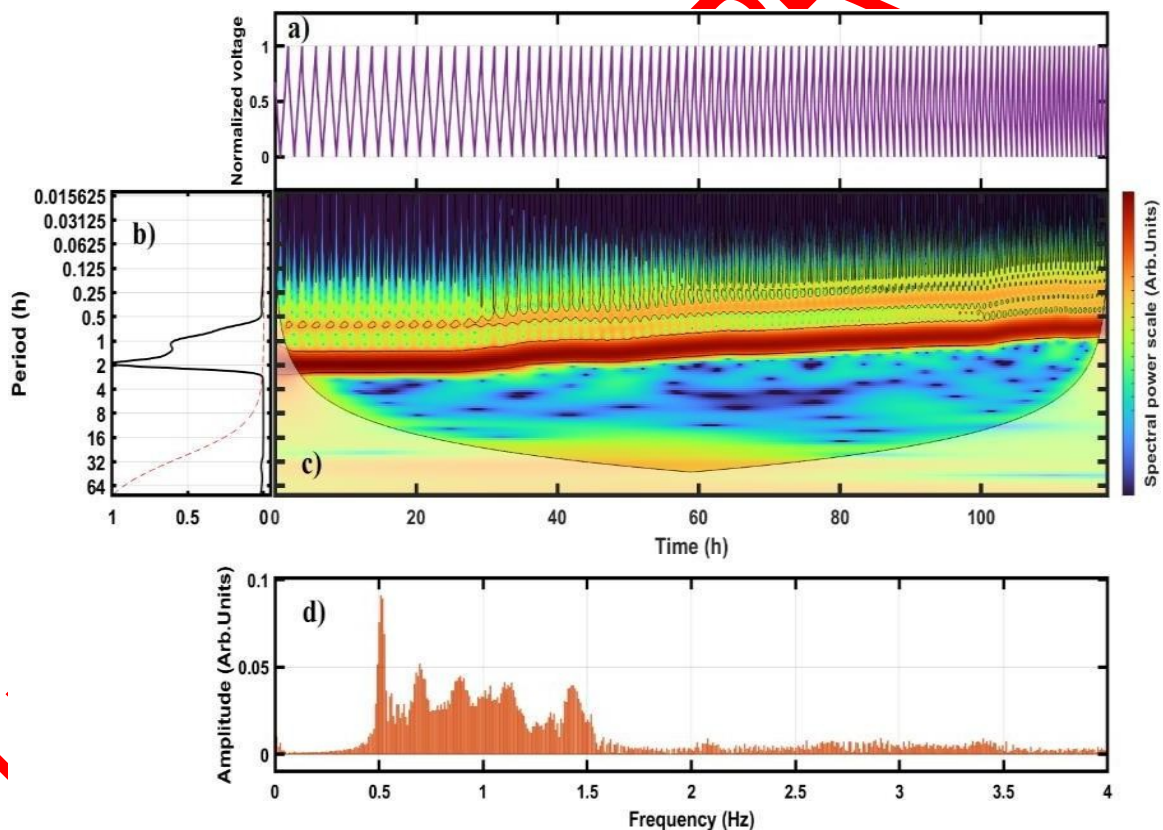 a)
Normalized voltage
1
0.5
0
b)
Period (h)
0.015625
0.03125
0.0625
0.125
0.25
0.5
1
2
4
8
16
32
64
1 0.5 0
c)
0 20 40 60 80 100
Time (h)
Spectral power scale (Arb.Units)
d)
Amplitude (Arb.Units)
0.1
0.05
0
0 0.5 1 1.5 2 2.5 3 3.5 4
Frequency (Hz)